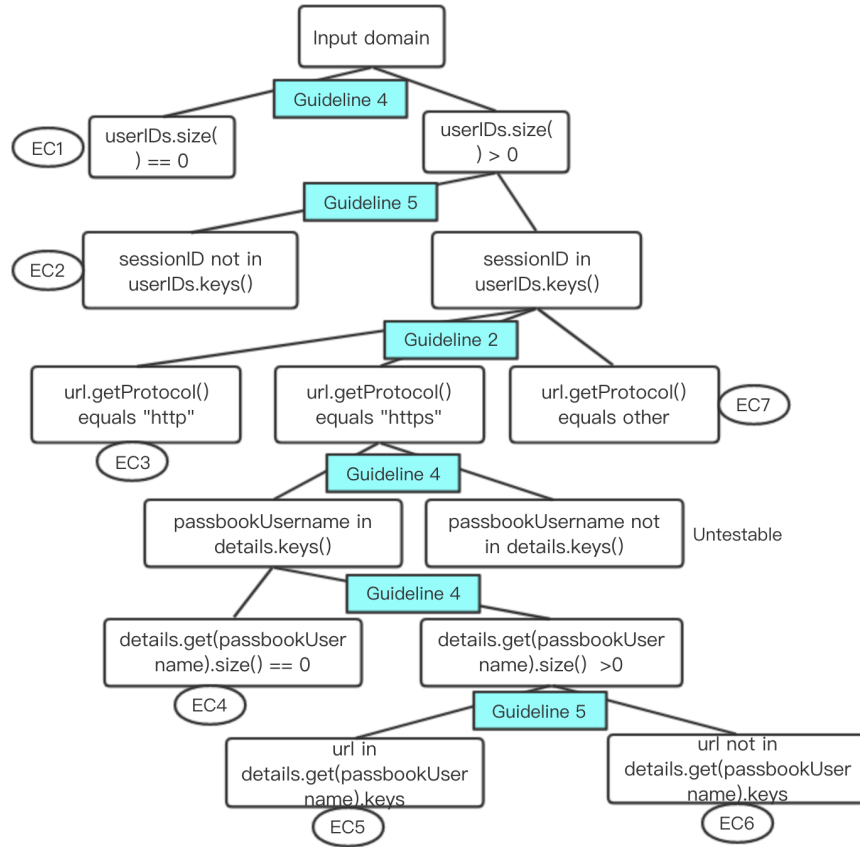 Input domain
Guideline 4
EC1
userIDs.size(
) == 0
userIDs.size(
) > 0
Guideline 5
EC2
sessionID not in
userIDs.keys()
sessionID in
userIDs.keys()
Guideline 2
url.getProtocol()
equals "http"
url.getProtocol()
equals "https"
url.getProtocol()
equals other
EC7
EC3
Guideline 4
passbookUsername in
details.keys()
passbookUsername not
in details.keys()
Untestable
Guideline 4
details.get(passbookUser
name).size() == 0
details.get(passbookUser
name).size()  >0
EC4
Guideline 5
url in
details.get(passbookUser
name).keys
url not in
details.get(passbookUser
name).keys
EC5
EC6